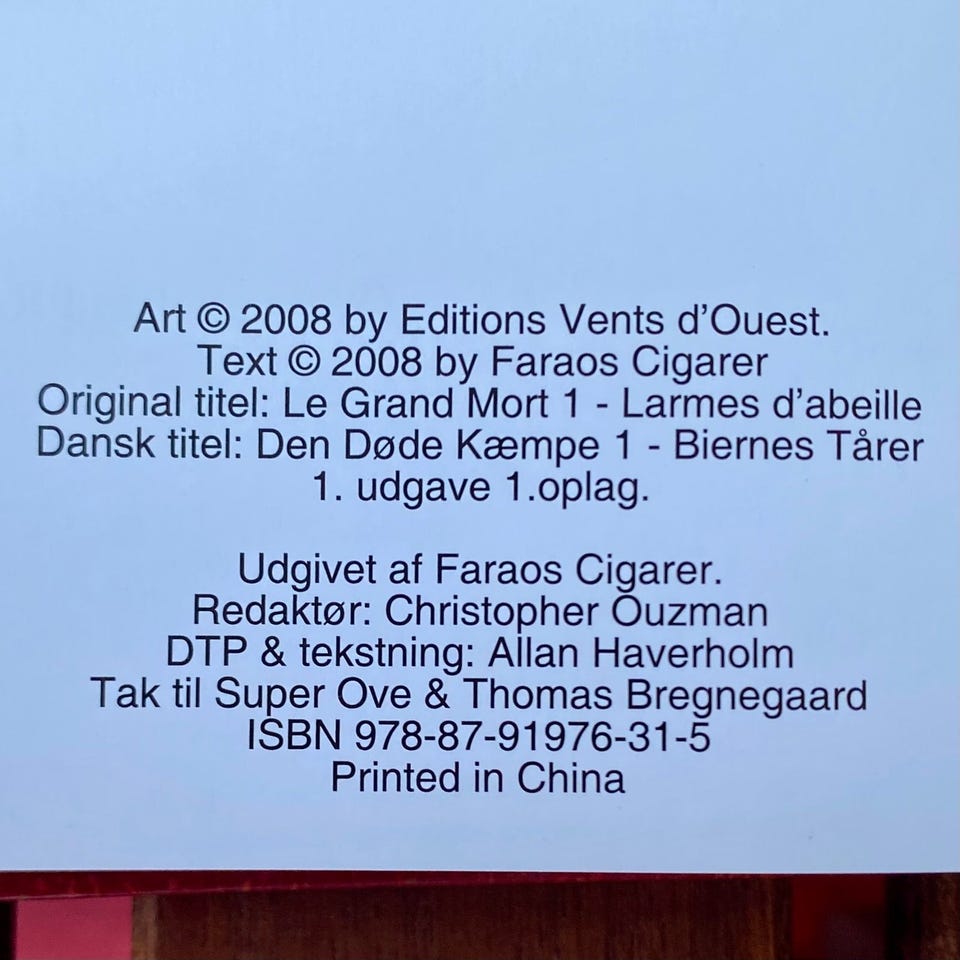 Art © 2008 by Editions Vents d'Ouest.
Text © 2008 by Faraos Cigarer
Original titel: Le Grand Mort 1 - Larmes d'abeille
Dansk titel: Den Døde Kæmpe 1 - Biernes Tårer
1. udgave 1.oplag.
Udgivet af Faraos Cigarer.
Redaktør: Christopher Ouzman
DTP & tekstning: Allan Haverholm
Tak til Super Ove & Thomas Bregnegaard
ISBN 978-87-91976-31-5
Printed in China